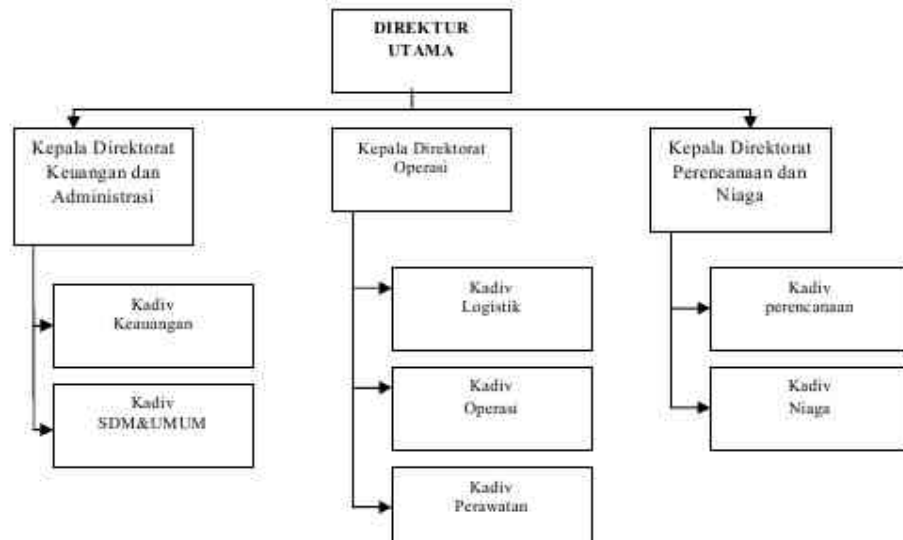 DIREKTUR
UTAMA
Kepala Direktorat
Keuangan dan
Administrasi
Kepala Direktorat
Operasi
Kepala Direktorat
Perencanaan dan
Niaga
Kadiv
Keauangan
Kadiv
SDM&UMUM
Kadiv
Logistik
Kadiv
Operasi
Kadiv
Perawatan
Kadiv
perencanaan
Kadiv
Niaga